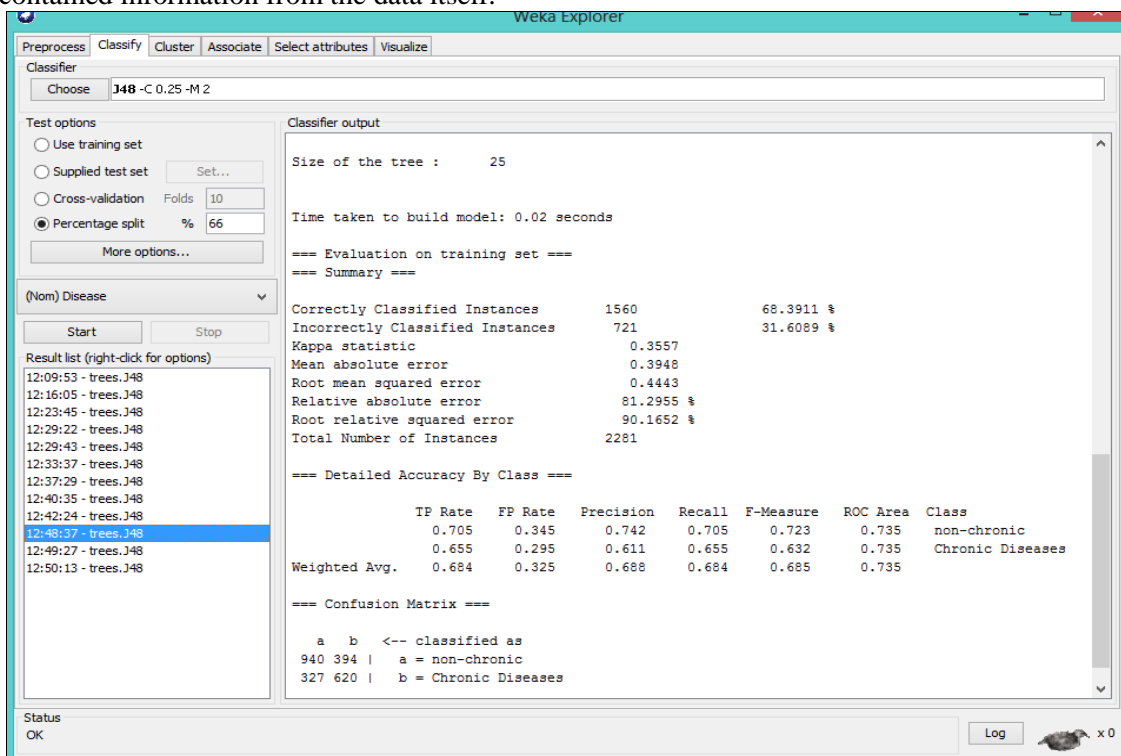 contained information from the data itself.
Weka Explorer
Preprocess Classify Cluster Associate Select attributes Visualize
Classifier
Choose J48 -C 0.25 -M 2
Test options
Use training set
Supplied test set Set...
Cross-validation Folds 10
Percentage split % 66
More options...
(Nom) Disease
Start Stop
Result list (right-click for options)
12:09:53 - trees.J48
12:16:05 - trees.J48
12:23:45 - trees.J48
12:29:22 - trees.J48
12:29:43 - trees.J48
12:33:37 - trees.J48
12:37:29 - trees.J48
12:40:35 - trees.J48
12:42:24 - trees.J48
12:48:37 - trees.J48
12:49:27 - trees.J48
12:50:13 - trees.J48
Classifier output
Size of the tree : 25
Time taken to build model: 0.02 seconds
=== Evaluation on training set ===
=== Summary ===
Correctly Classified Instances 1560 68.3911 %
Incorrectly Classified Instances 721 31.6089 %
Kappa statistic 0.3557
Mean absolute error 0.3948
Root mean squared error 0.4443
Relative absolute error 81.2955 %
Root relative squared error 90.1652 %
Total Number of Instances 2281
=== Detailed Accuracy By Class ===
TP Rate FP Rate Precision Recall F-Measure ROC Area Class
0.705 0.345 0.742 0.705 0.723 0.735 non-chronic
0.655 0.295 0.611 0.655 0.632 0.735 Chronic Diseases
Weighted Avg. 0.684 0.325 0.688 0.684 0.685 0.735
=== Confusion Matrix ===
a b <-- classified as
940 394 | a = non-chronic
327 620 | b = Chronic Diseases
Status
OK
Log
x 0